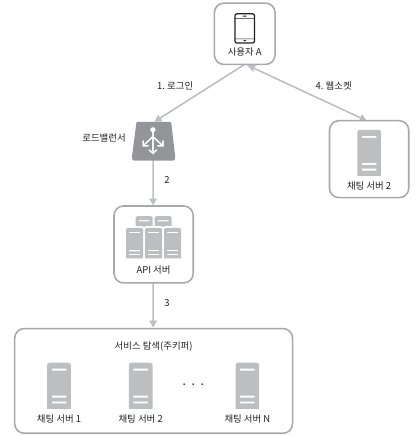 사용자 A
1. 로그인
4. 웹소켓
로드밸런서
2
채팅 서버 2
API 서버
3
서비스 탐색(주키퍼)
· · ·
채팅 서버 1
채팅 서버 2
채팅 서버 N